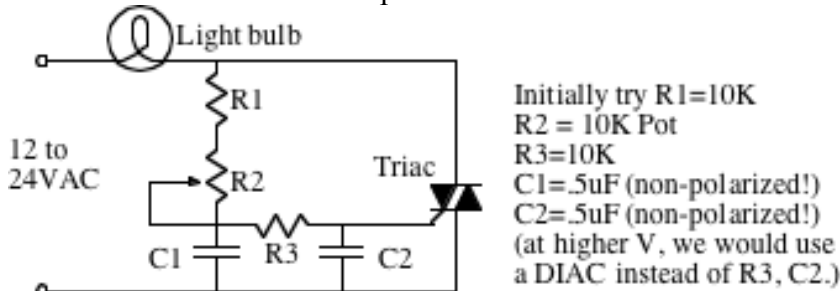 Light bulb
R1
12 to
24VAC
R2
Triac
C1
R3
C2
Initially try R1=10K
R2 = 10K Pot
R3=10K
C1=.5uF (non-polarized!)
C2=.5uF (non-polarized!)
(at higher V, we would use
a DIAC instead of R3, C2.)